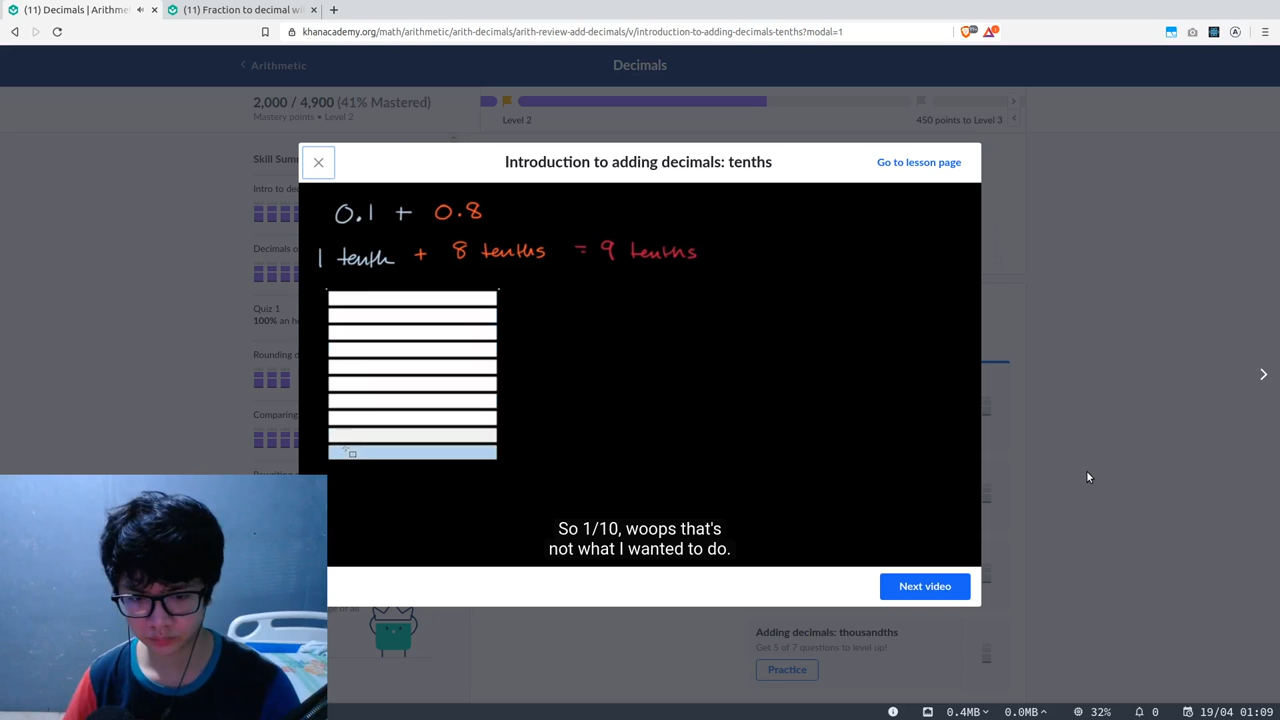 (11) Decimals | Arithme
(11) Fraction to decimal wi
khanacademy.org/math/arithmetic/arith-decimals/arith-review-add-decimals/v/introduction-to-adding-decimals-tenths?modal=1
Arithmetic
Decimals
2,000 / 4,900 (41% Mastered)
Mastery points • Level 2
Level 2
450 points to Level 3
Skill Sum
Introduction to adding decimals: tenths
Go to lesson page
Intro to dec
0.1 + 0.8
1 tenth + 8 tenths = 9 tenths
Decimals o
Quiz 1
100% an h
Rounding d
Comparing
So 1/10, woops that's
not what I wanted to do.
Next video
Adding decimals: thousandths
Get 5 of 7 questions to level up!
Practice
0.4MB 0.0MB 32% 0 19/04 01:09